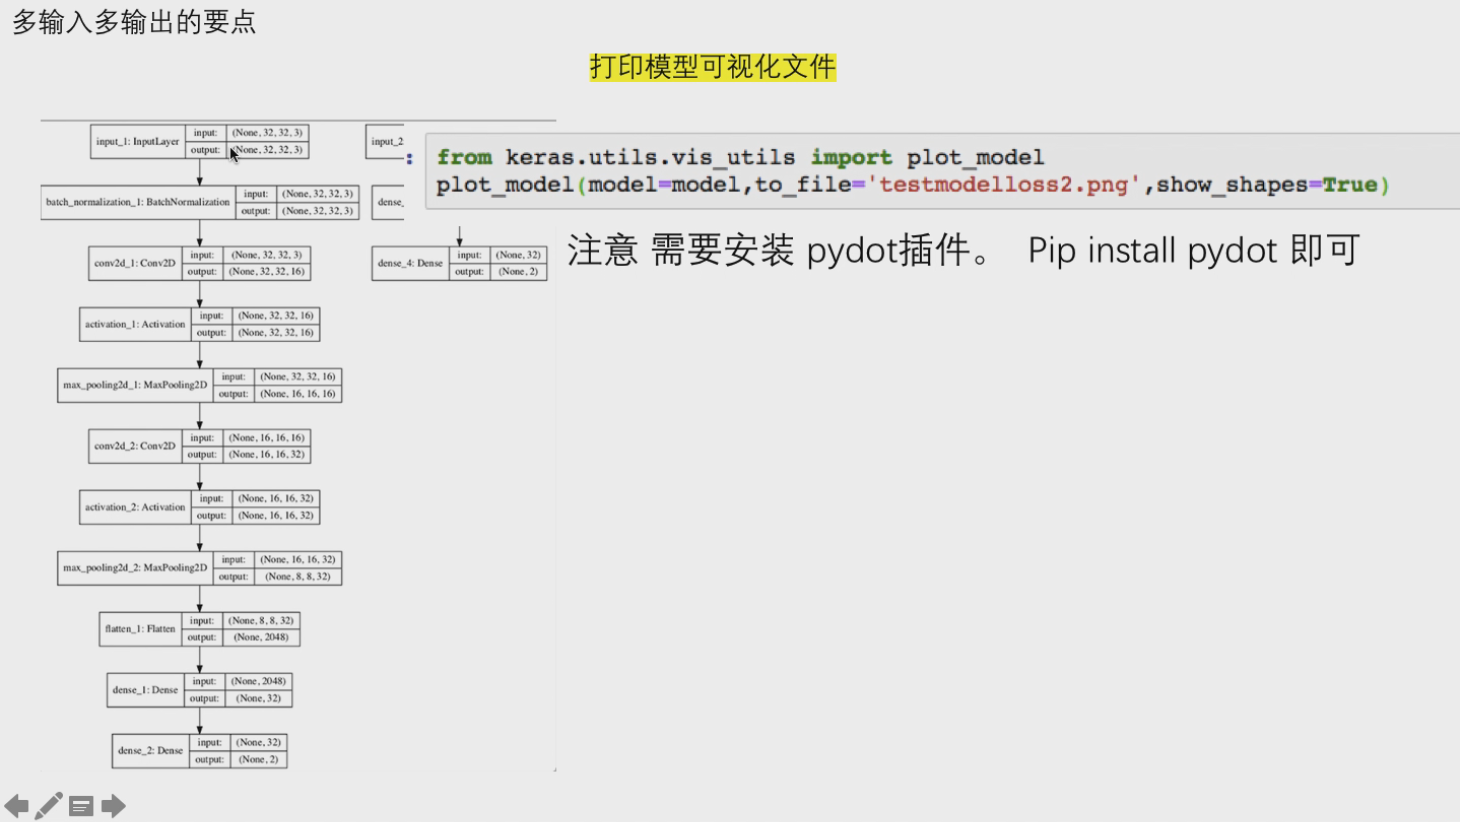 多输入多输出的要点
打印模型可视化文件
input_1: InputLayer
input:
(None, 32, 32, 3)
output:
(None, 32, 32, 3)
input_2
:
from keras.utils.vis_utils import plot_model
plot_model(model=model,to_file='testmodelloss2.png',show_shapes=True)
batch_normalization_1: BatchNormalization
input:
(None, 32, 32, 3)
output:
(None, 32, 32, 3)
dense_
注意 需要安装 pydot插件。 Pip install pydot 即可
conv2d_1: Conv2D
input:
(None, 32, 32, 3)
output:
(None, 32, 32, 16)
dense_4: Dense
input:
(None, 32)
output:
(None, 2)
activation_1: Activation
input:
(None, 32, 32, 16)
output:
(None, 32, 32, 16)
max_pooling2d_1: MaxPooling2D
input:
(None, 32, 32, 16)
output:
(None, 16, 16, 16)
conv2d_2: Conv2D
input:
(None, 16, 16, 16)
output:
(None, 16, 16, 32)
activation_2: Activation
input:
(None, 16, 16, 32)
output:
(None, 16, 16, 32)
max_pooling2d_2: MaxPooling2D
input:
(None, 16, 16, 32)
output:
(None, 8, 8, 32)
flatten_1: Flatten
input:
(None, 8, 8, 32)
output:
(None, 2048)
dense_1: Dense
input:
(None, 2048)
output:
(None, 32)
dense_2: Dense
input:
(None, 32)
output:
(None, 2)